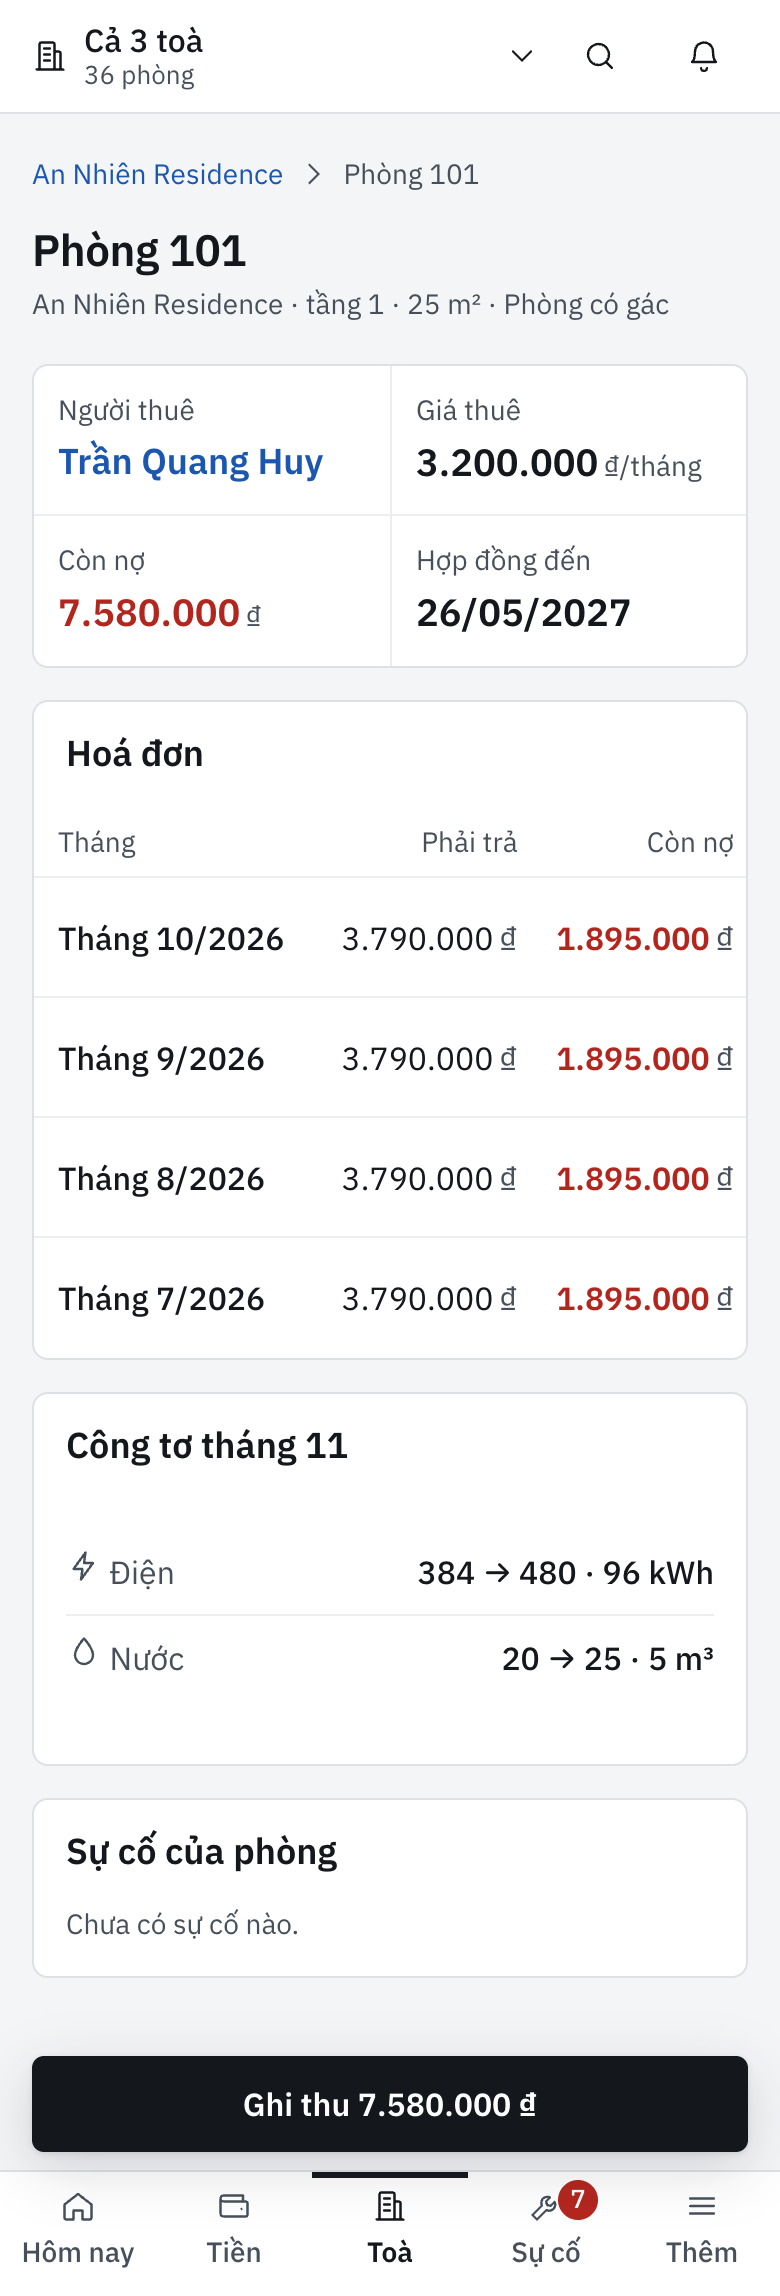 Cả 3 toà
36 phòng
An Nhiên Residence > Phòng 101
Phòng 101
An Nhiên Residence · tầng 1 · 25 m² · Phòng có gác
Người thuê
Trần Quang Huy
Giá thuê
3.200.000 đ/tháng
Còn nợ
7.580.000 đ
Hợp đồng đến
26/05/2027
Hoá đơn
Tháng Phải trả Còn nợ
Tháng 10/2026 3.790.000 đ 1.895.000 đ
Tháng 9/2026 3.790.000 đ 1.895.000 đ
Tháng 8/2026 3.790.000 đ 1.895.000 đ
Tháng 7/2026 3.790.000 đ 1.895.000 đ
Công tơ tháng 11
Điện 384 → 480 · 96 kWh
Nước 20 → 25 · 5 m³
Sự cố của phòng
Chưa có sự cố nào.
Ghi thu 7.580.000 đ
7
Hôm nay Tiền Toà Sự cố Thêm